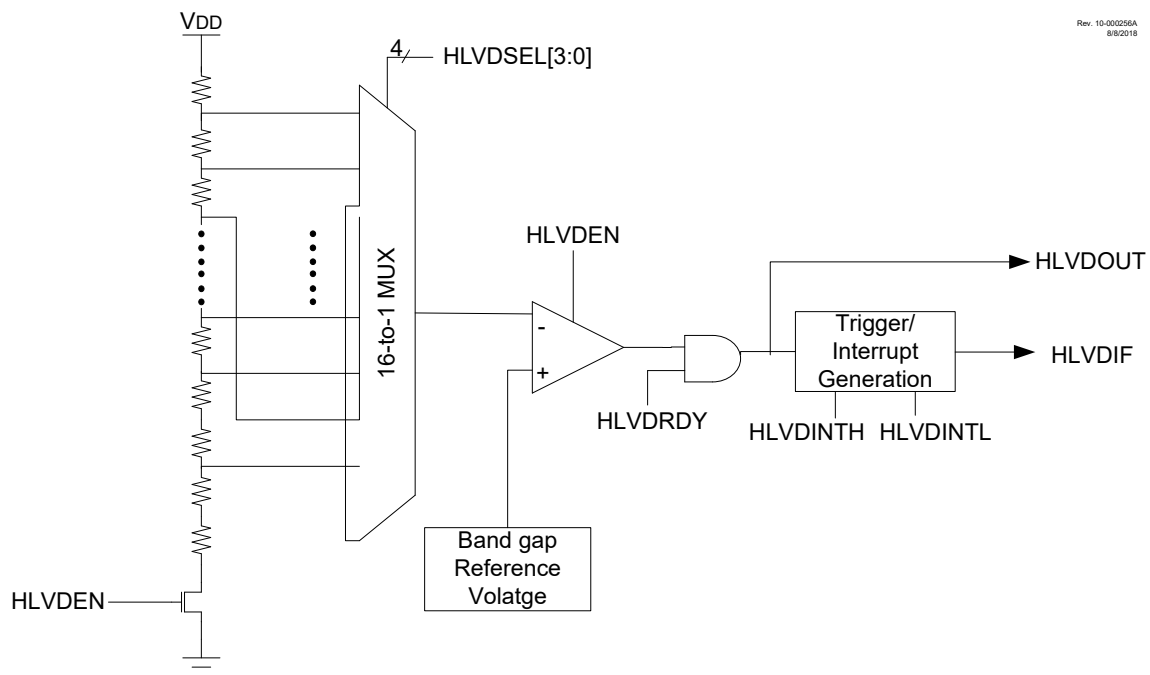 VDD
Rev. 10-000256A
8/8/2018
4
HLVDSEL[3:0]
16-to-1 MUX
HLVDEN
-
+
HLVDRDY
HLVDOUT
Trigger/
Interrupt
Generation
HLVDIF
HLVDINTH HLVDINTL
Band gap
Reference
Volatge
HLVDEN